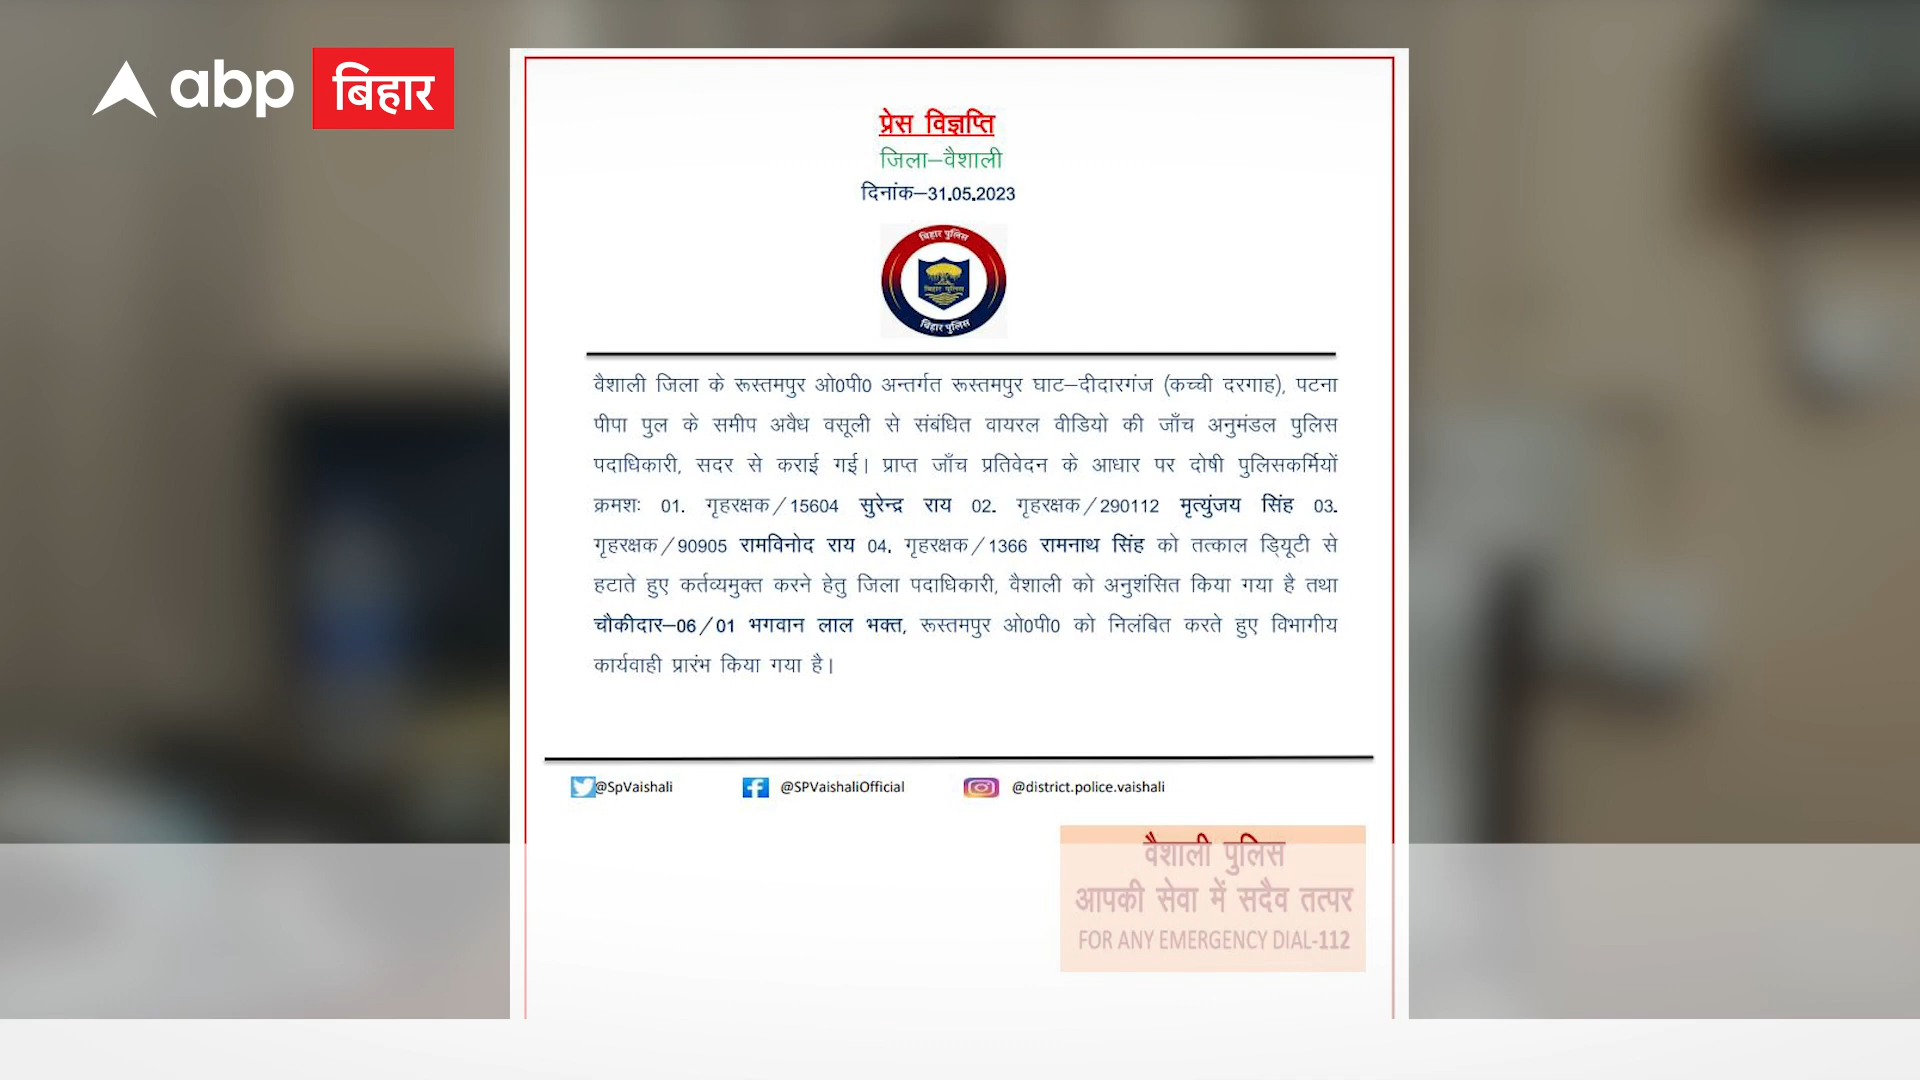 abp बिहार
प्रेस विज्ञप्ति
जिला–वैशाली
दिनांक–31.05.2023
बिहार पुलिस
बिहार पुलिस
बिहार पुलिस
वैशाली जिला के रूस्तमपुर ओ0पी0 अन्तर्गत रूस्तमपुर घाट–दीदारगंज (कच्ची दरगाह), पटना
पीपा पुल के समीप अवैध वसूली से संबंधित वायरल वीडियो की जाँच अनुमंडल पुलिस
पदाधिकारी, सदर से कराई गई। प्राप्त जाँच प्रतिवेदन के आधार पर दोषी पुलिसकर्मियों
क्रमशः 01. गृहरक्षक/15604 सुरेन्द्र राय 02. गृहरक्षक/290112 मृत्युंजय सिंह 03.
गृहरक्षक/90905 रामविनोद राय 04. गृहरक्षक/1366 रामनाथ सिंह को तत्काल डि्यूटी से
हटाते हुए कर्तव्यमुक्त करने हेतु जिला पदाधिकारी, वैशाली को अनुशंसित किया गया है तथा
चौकीदार–06/01 भगवान लाल भक्त, रूस्तमपुर ओ0पी0 को निलंबित करते हुए विभागीय
कार्यवाही प्रारंभ किया गया है।
@SpVaishali @SPVaishaliOfficial @district.police.vaishali
वैशाली पुलिस
आपकी सेवा में सदैव तत्पर
FOR ANY EMERGENCY DIAL-112